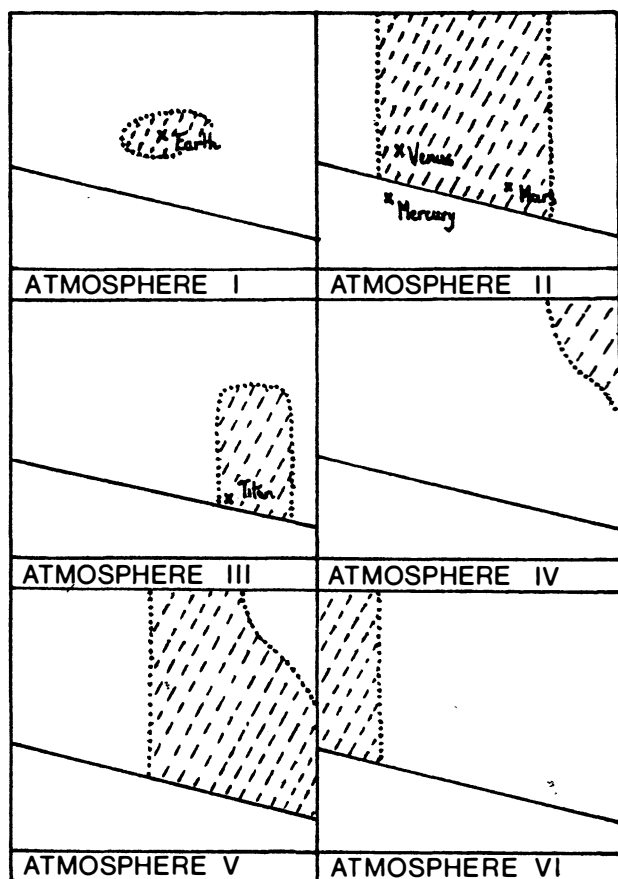 Earth
Venus
Mars
Mercury
ATMOSPHERE I
ATMOSPHERE II
Titan
ATMOSPHERE III
ATMOSPHERE IV
ATMOSPHERE V
ATMOSPHERE VI